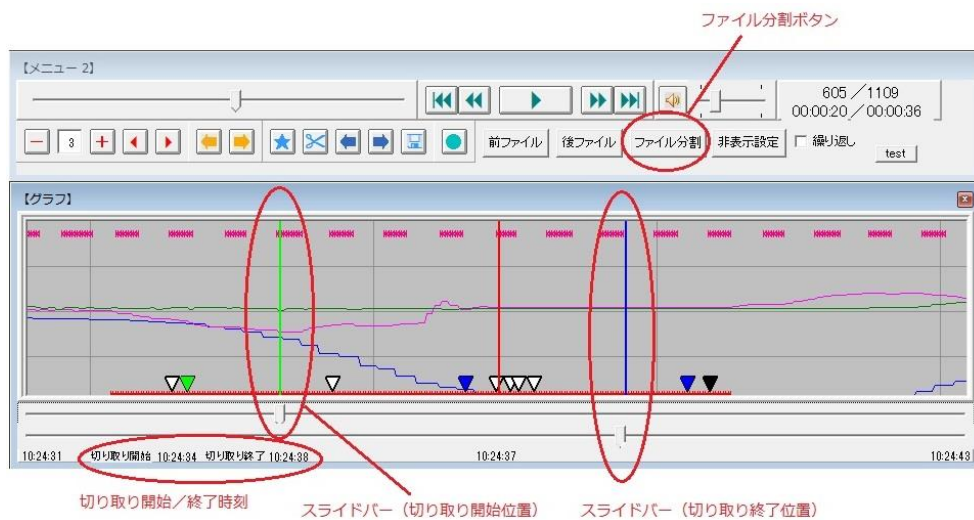 ファイル分割ボタン
【メニュー 2】
605 ／1109
00:00:20／00:00:36
3
前ファイル
後ファイル
ファイル分割
非表示設定
繰り返し
test
【グラフ】
10:24:31 切り取り開始 10:24:34 切り取り終了 10:24:38 10:24:37 10:24:43
切り取り開始／終了時刻
スライドバー（切り取り開始位置）
スライドバー（切り取り終了位置）